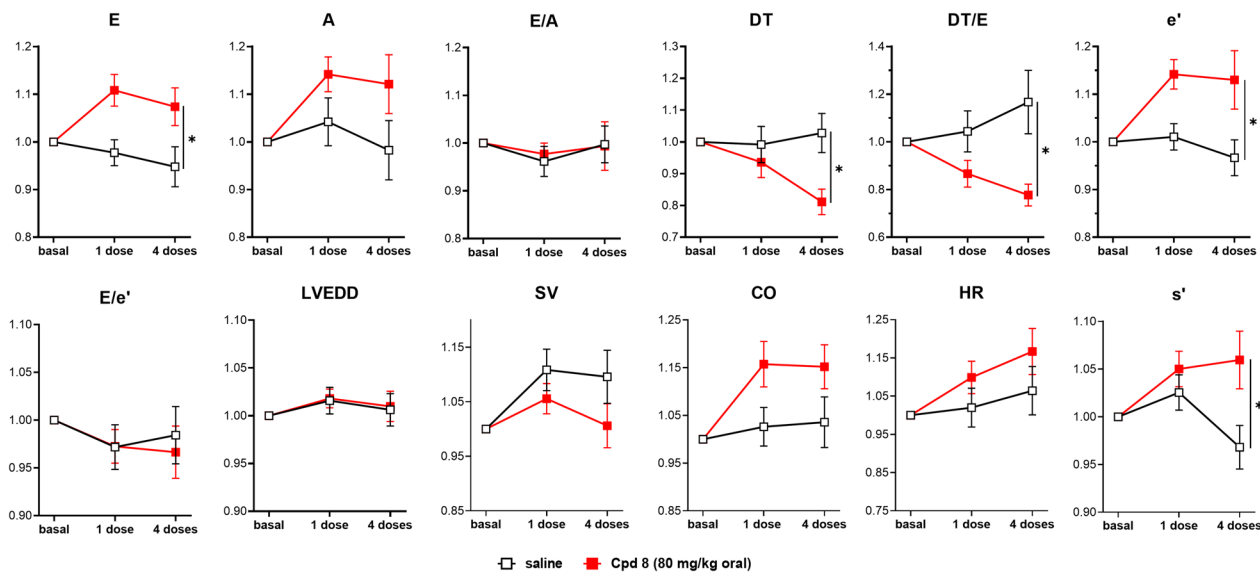 E A E/A DT DT/E e'
1.2 1.2 1.2 1.3 1.4 1.2
1.1 1.1 1.1 1.2 1.2 1.1
1.0 1.0 1.0 1.1 1.0 1.0
0.9 0.9 0.9 1.0 0.8 0.9
0.8 0.8 0.8 0.9 0.6 0.8
0.8
0.7
* * * *
basal 1 dose 4 doses basal 1 dose 4 doses basal 1 dose 4 doses basal 1 dose 4 doses basal 1 dose 4 doses basal 1 dose 4 doses
E/e' LVEDD SV CO HR s'
1.10 1.10 1.15 1.25 1.25 1.10
1.05 1.05 1.05 1.15 1.15 1.05
1.00 1.00 0.95 1.05 1.05 1.00
0.95 0.95 0.85 0.95 0.95 0.95
0.90 0.90 0.85 0.85 0.90
0.75
*
basal 1 dose 4 doses basal 1 dose 4 doses basal 1 dose 4 doses basal 1 dose 4 doses basal 1 dose 4 doses basal 1 dose 4 doses
saline Cpd 8 (80 mg/kg oral)